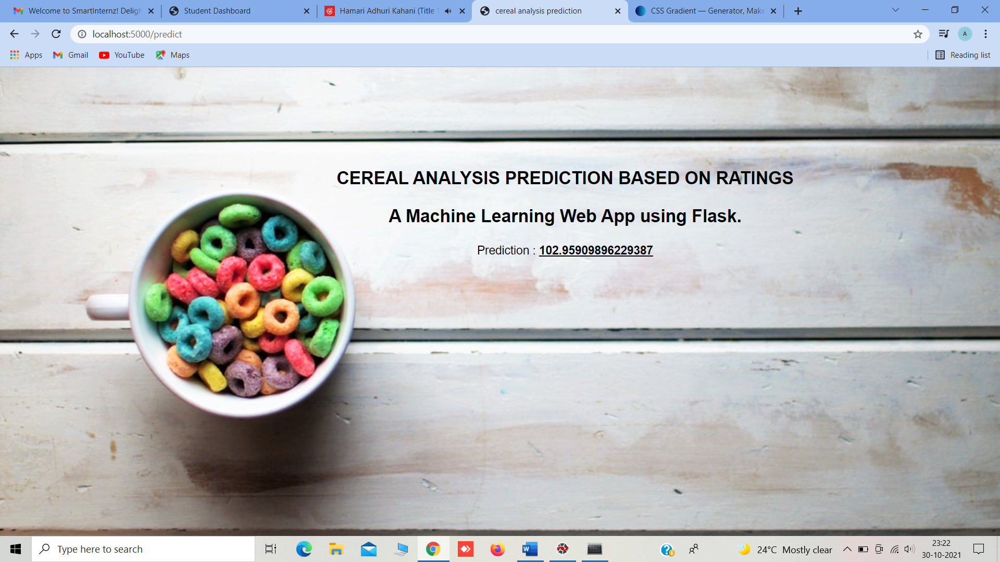 Welcome to SmartInternz! Deligh
Student Dashboard
Hamari Adhuri Kahani (Title T
cereal analysis prediction
CSS Gradient — Generator, Make
localhost:5000/predict
A
Apps
Gmail
YouTube
Maps
Reading list
CEREAL ANALYSIS PREDICTION BASED ON RATINGS
A Machine Learning Web App using Flask.
Prediction : 102.95909896229387
Type here to search
24°C Mostly clear
23:22
30-10-2021